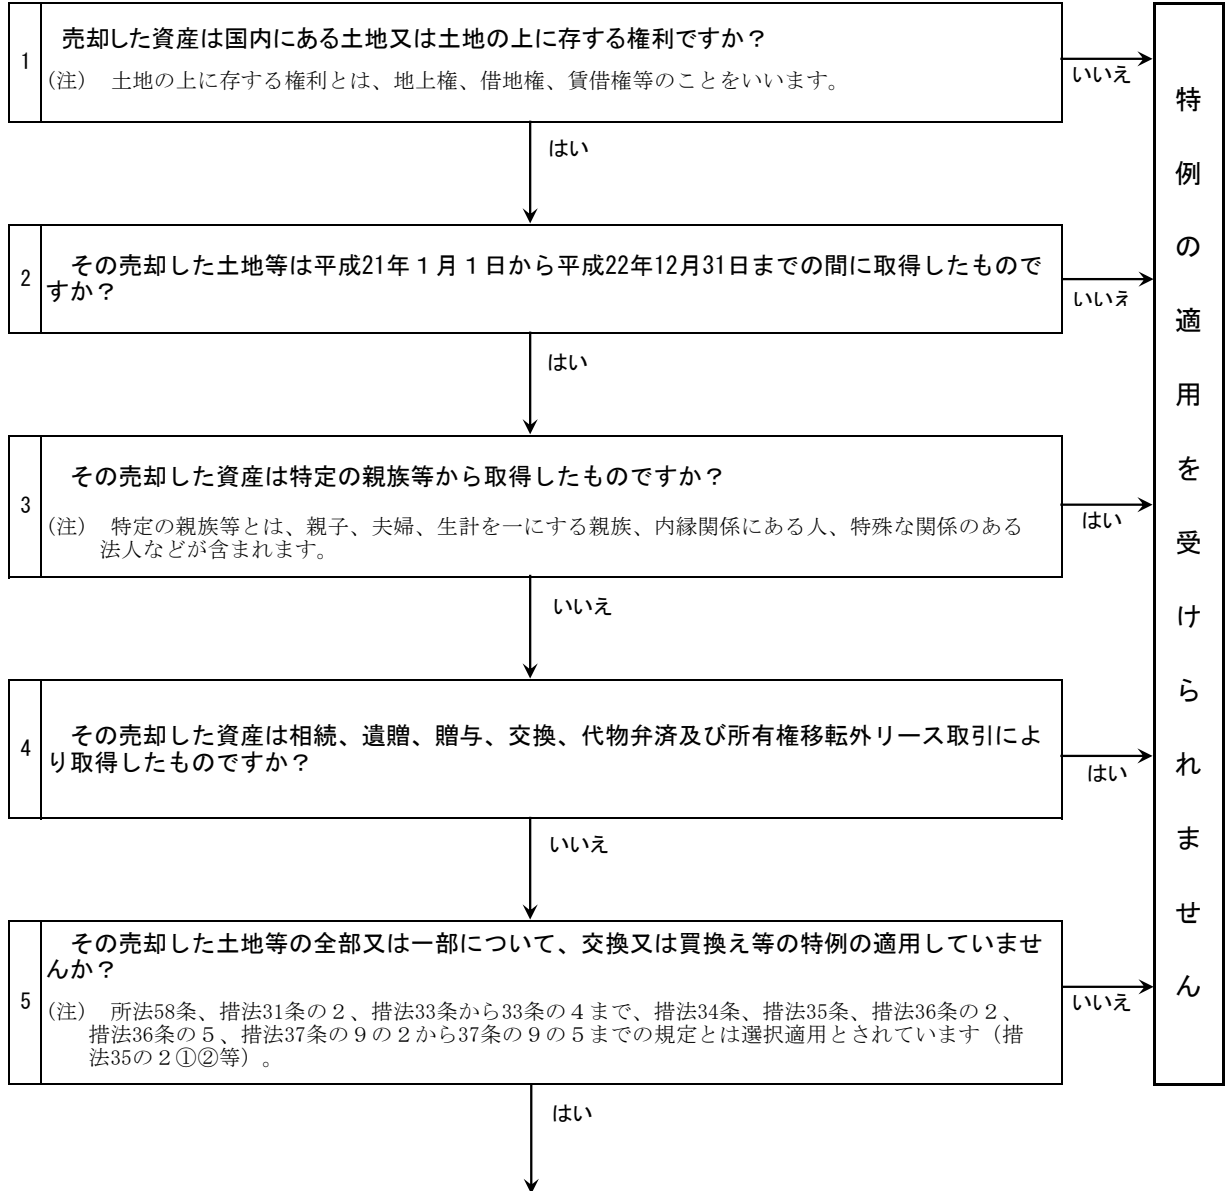 1
売却した資産は国内にある土地又は土地の上に存する権利ですか？
(注)　土地の上に存する権利とは、地上権、借地権、賃借権等のことをいいます。
いいえ
はい
2
その売却した土地等は平成21年１月１日から平成22年12月31日までの間に取得したもので
すか？
いいえ
はい
3
その売却した資産は特定の親族等から取得したものですか？
(注)　特定の親族等とは、親子、夫婦、生計を一にする親族、内縁関係にある人、特殊な関係のある
法人などが含まれます。
はい
いいえ
4
その売却した資産は相続、遺贈、贈与、交換、代物弁済及び所有権移転外リース取引によ
り取得したものですか？
はい
いいえ
5
その売却した土地等の全部又は一部について、交換又は買換え等の特例の適用していませ
んか？
(注)　所法58条、措法31条の２、措法33条から33条の４まで、措法34条、措法35条、措法36条の２、
措法36条の５、措法37条の９の２から37条の９の５までの規定とは選択適用とされています（措
法35の２①②等）。
いいえ
はい
特例の適用を受けられません